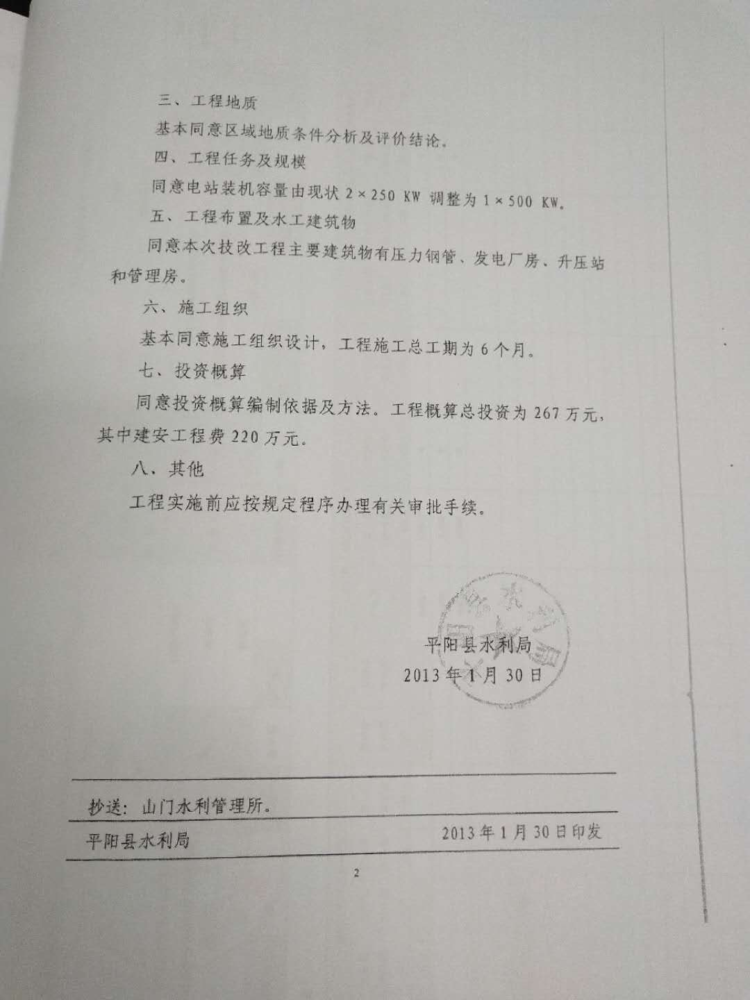 三、工程地质
基本同意区域地质条件分析及评价结论。
四、工程任务及规模
同意电站装机容量由现状 2×250 KW 调整为 1×500 KW。
五、工程布置及水工建筑物
同意本次技改工程主要建筑物有压力钢管、发电厂房、升压站
和管理房。
六、施工组织
基本同意施工组织设计，工程施工总工期为 6 个月。
七、投资概算
同意投资概算编制依据及方法。工程概算总投资为 267 万元，
其中建安工程费 220 万元。
八、其他
工程实施前应按规定程序办理有关审批手续。
平阳县水利局
2013 年 1 月 30 日
抄送：山门水利管理所。
平阳县水利局 2013 年 1 月 30 日印发
2